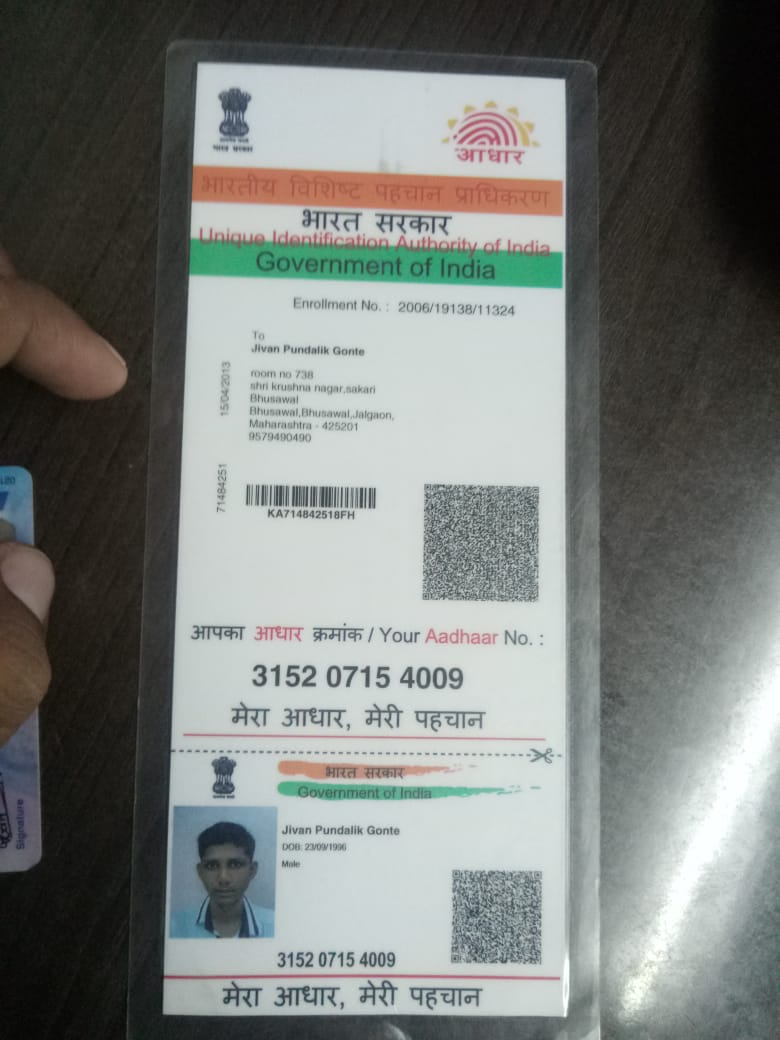 भारत सरकार
आधार
भारतीय विशिष्ट पहचान प्राधिकरण
भारत सरकार
Unique Identification Authority of India
Government of India
Enrollment No. : 2006/19138/11324
To
Jivan Pundalik Gonte
room no 738
shri krushna nagar,sakari
Bhusawal
Bhusawal,Bhusawal,Jalgaon,
Maharashtra - 425201
9579490490
15/04/2013
71484251
KA714842518FH
आपका आधार क्रमांक / Your Aadhaar No. :
3152 0715 4009
मेरा आधार, मेरी पहचान
भारत सरकार
Government of India
Jivan Pundalik Gonte
DOB: 23/09/1996
Male
3152 0715 4009
मेरा आधार, मेरी पहचान
Signature